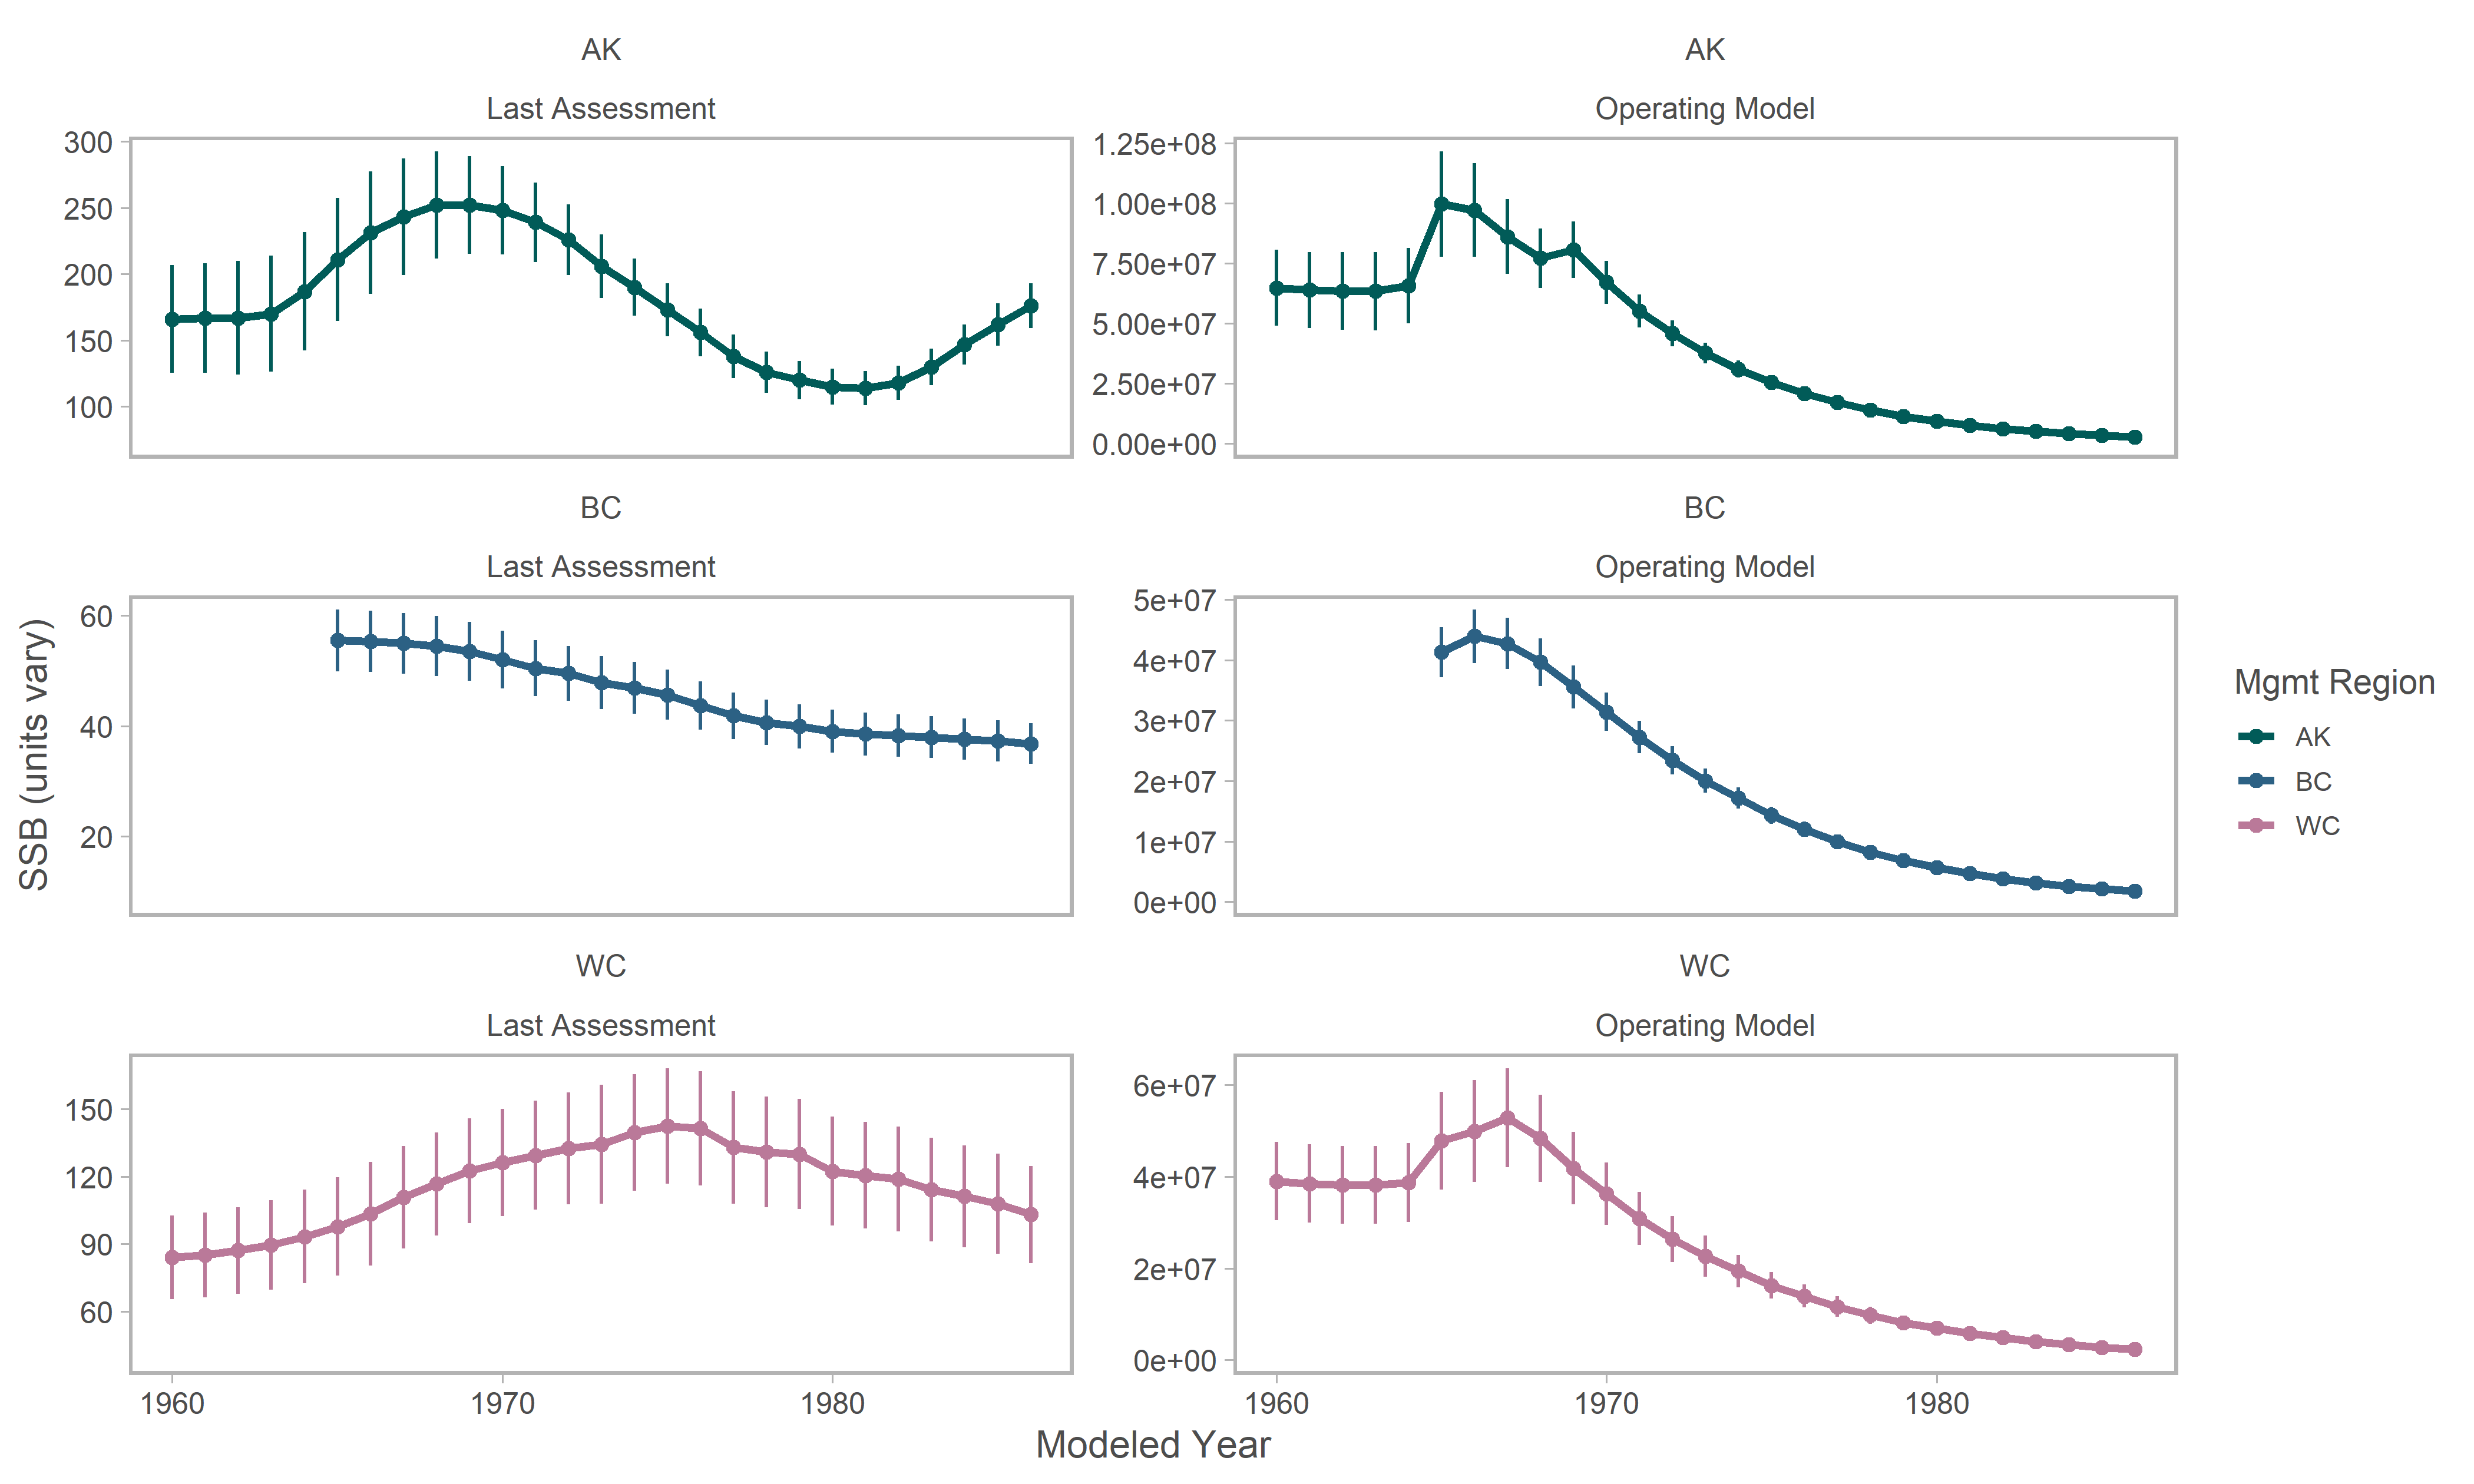 AK
Last Assessment
300
250
200
150
100
AK
Operating Model
1.25e+08
1.00e+08
7.50e+07
5.00e+07
2.50e+07
0.00e+00
BC
Last Assessment
60
40
20
BC
Operating Model
5e+07
4e+07
3e+07
2e+07
1e+07
0e+00
WC
Last Assessment
150
120
90
60
1960
1970
1980
WC
Operating Model
6e+07
4e+07
2e+07
0e+00
1960
1970
1980
SSB (units vary)
Modeled Year
Mgmt Region
AK
BC
WC